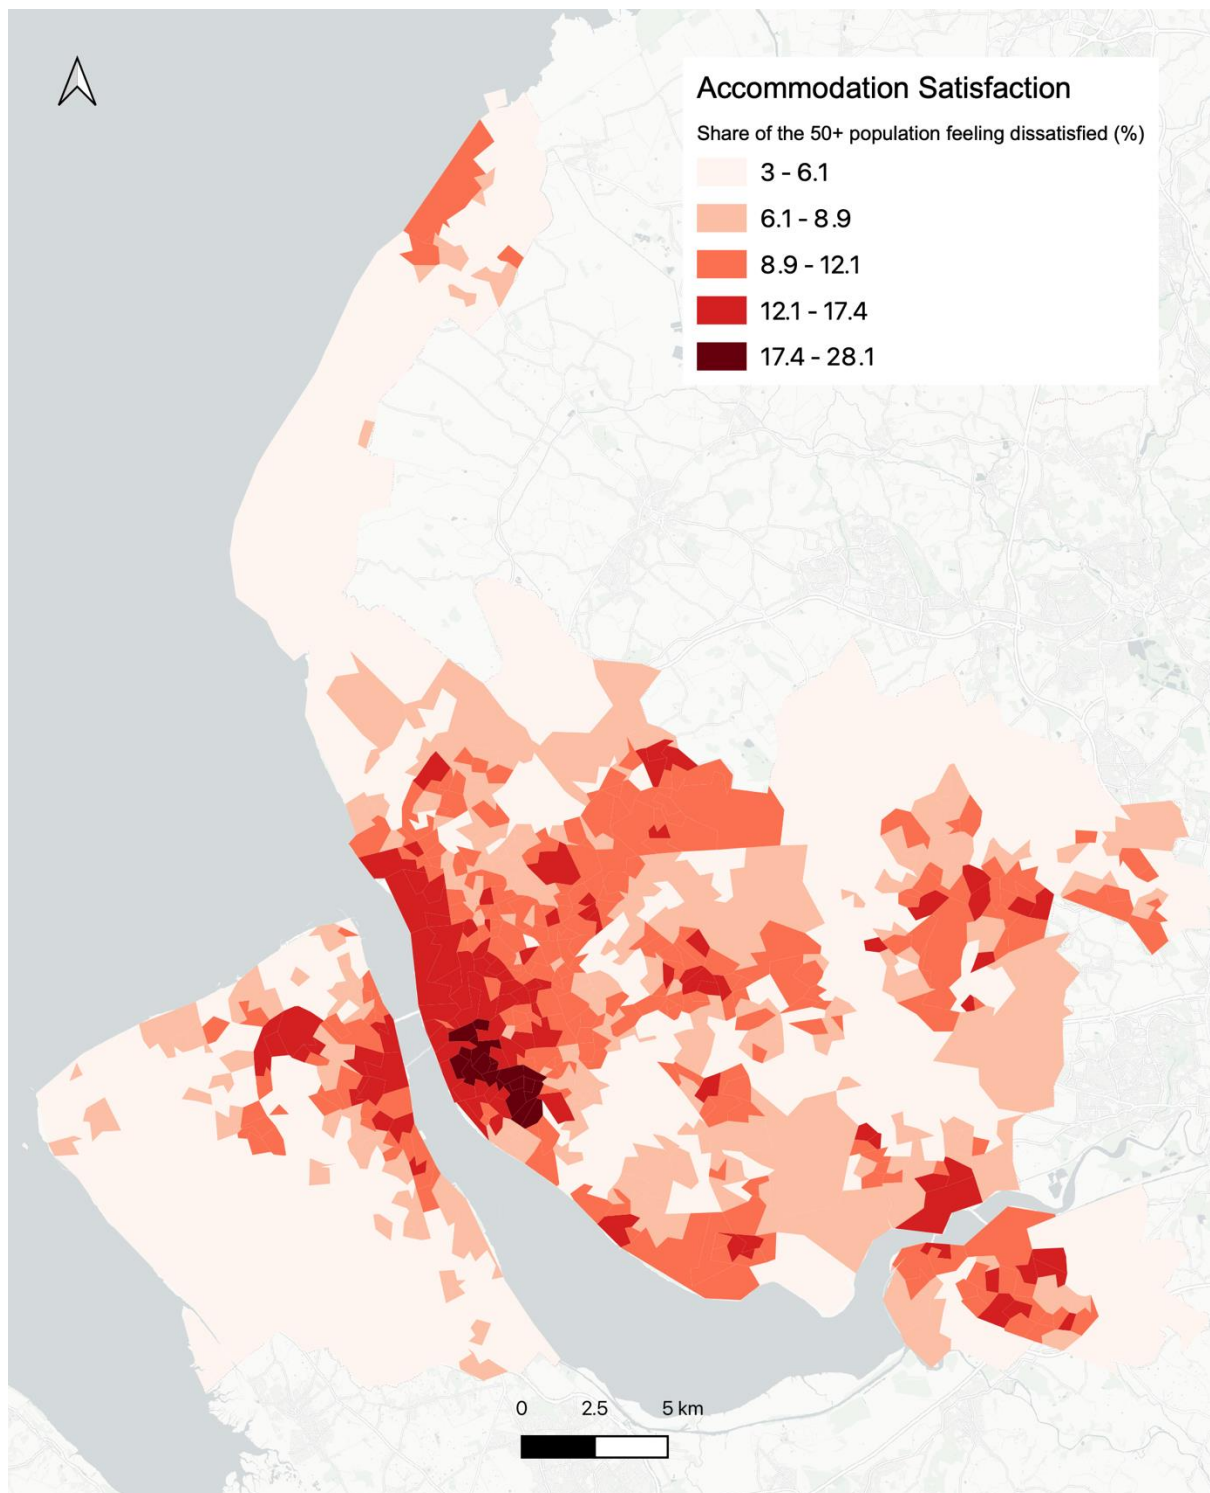 Accommodation Satisfaction
Share of the 50+ population feeling dissatisfied (%)
3 - 6.1
6.1 - 8.9
8.9 - 12.1
12.1 - 17.4
17.4 - 28.1
0 2.5 5 km